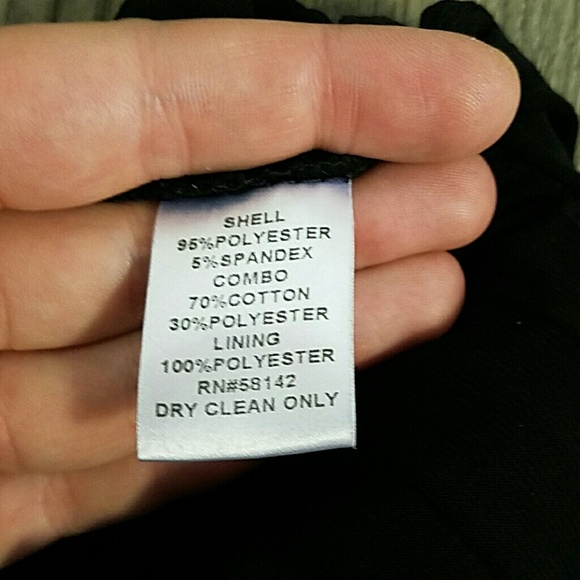 SHELL
95%POLYESTER
5%SPANDEX
COMBO
70%COTTON
30%POLYESTER
LINING
100%POLYESTER
RN#58142
DRY CLEAN ONLY